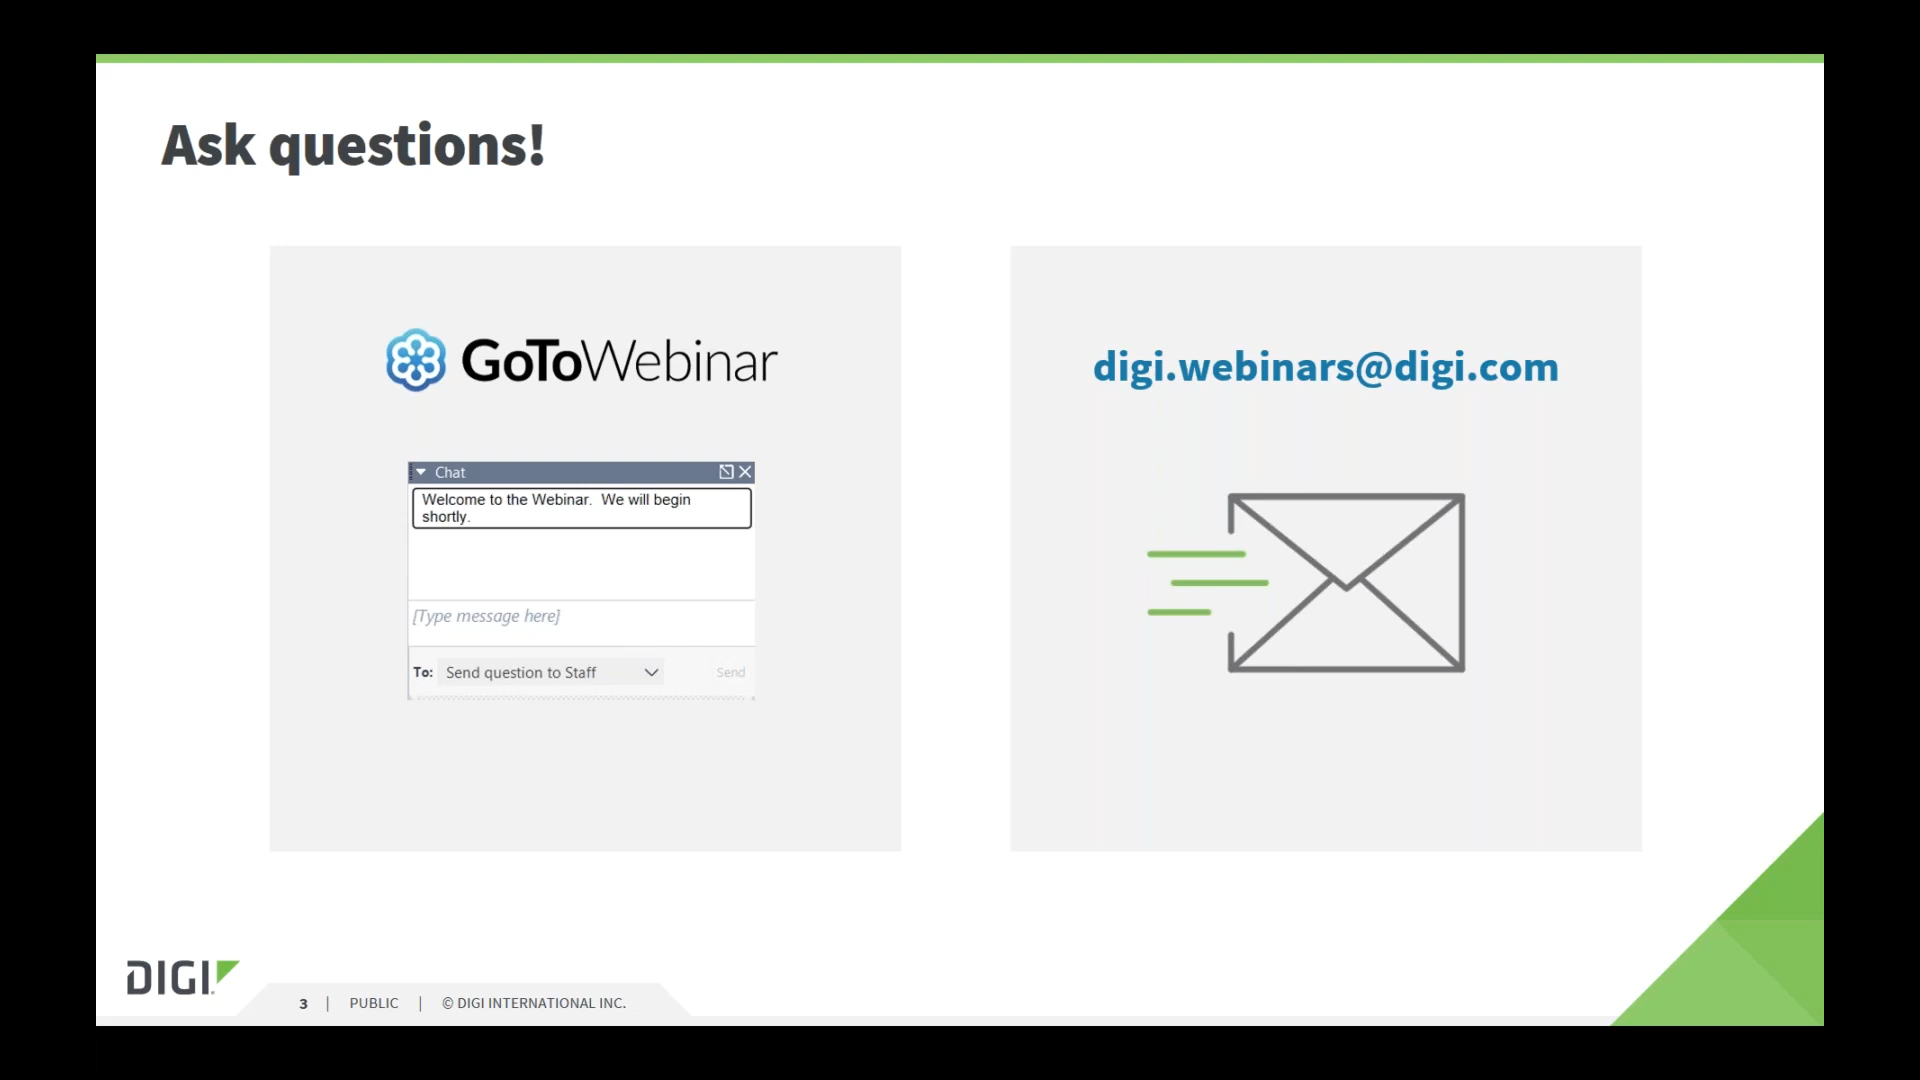 Ask questions!
GoToWebinar
Chat
Welcome to the Webinar.  We will begin
shortly.
[Type message here]
To: Send question to Staff
Send
digi.webinars@digi.com
DIGI
3 | PUBLIC | © DIGI INTERNATIONAL INC.